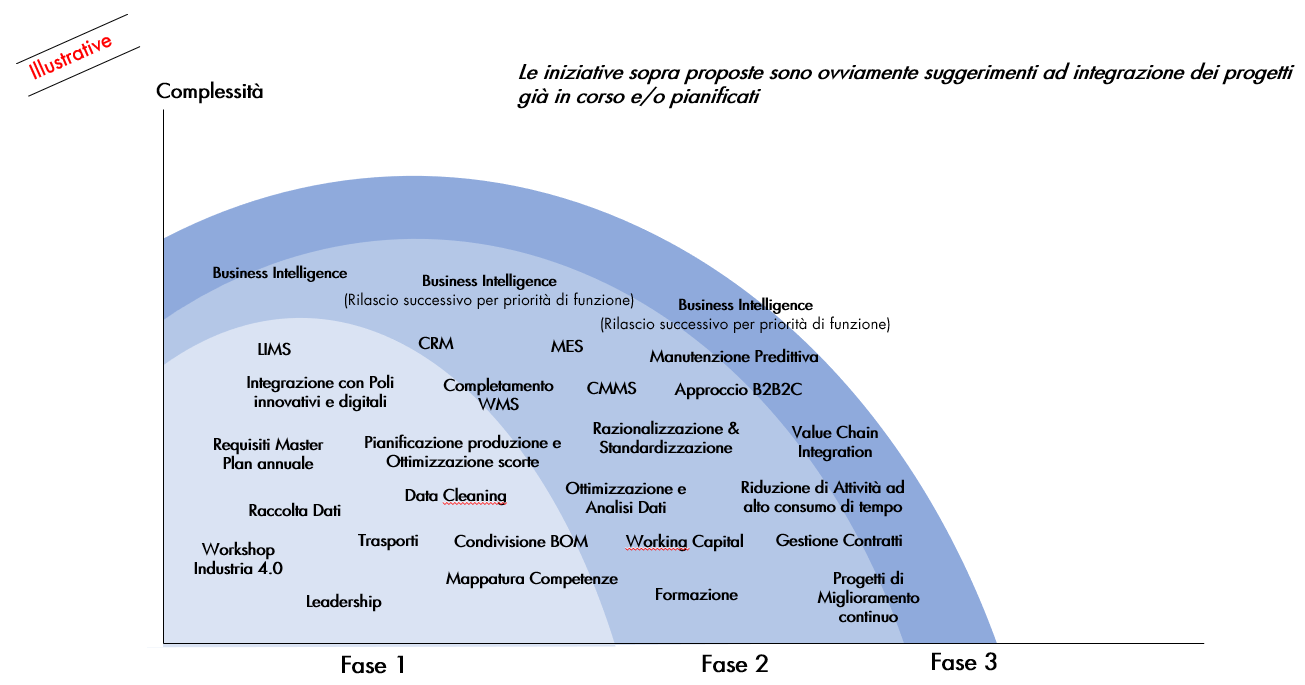 Illustrative
Le iniziative sopra proposte sono ovviamente suggerimenti ad integrazione dei progetti
già in corso e/o pianificati
Complessità
Business Intelligence
Business Intelligence
(Rilascio successivo per priorità di funzione)
Business Intelligence
(Rilascio successivo per priorità di funzione)
LIMS
CRM
MES
Manutenzione Predittiva
Integrazione con Poli
innovativi e digitali
Completamento
WMS
CMMS
Approccio B2B2C
Requisiti Master
Plan annuale
Pianificazione produzione e
Ottimizzazione scorte
Razionalizzazione &
Standardizzazione
Value Chain
Integration
Raccolta Dati
Data Cleaning
Ottimizzazione e
Analisi Dati
Riduzione di Attività ad
alto consumo di tempo
Workshop
Industria 4.0
Trasporti
Condivisione BOM
Working Capital
Gestione Contratti
Leadership
Mappatura Competenze
Formazione
Progetti di
Miglioramento
continuo
Fase 1
Fase 2
Fase 3